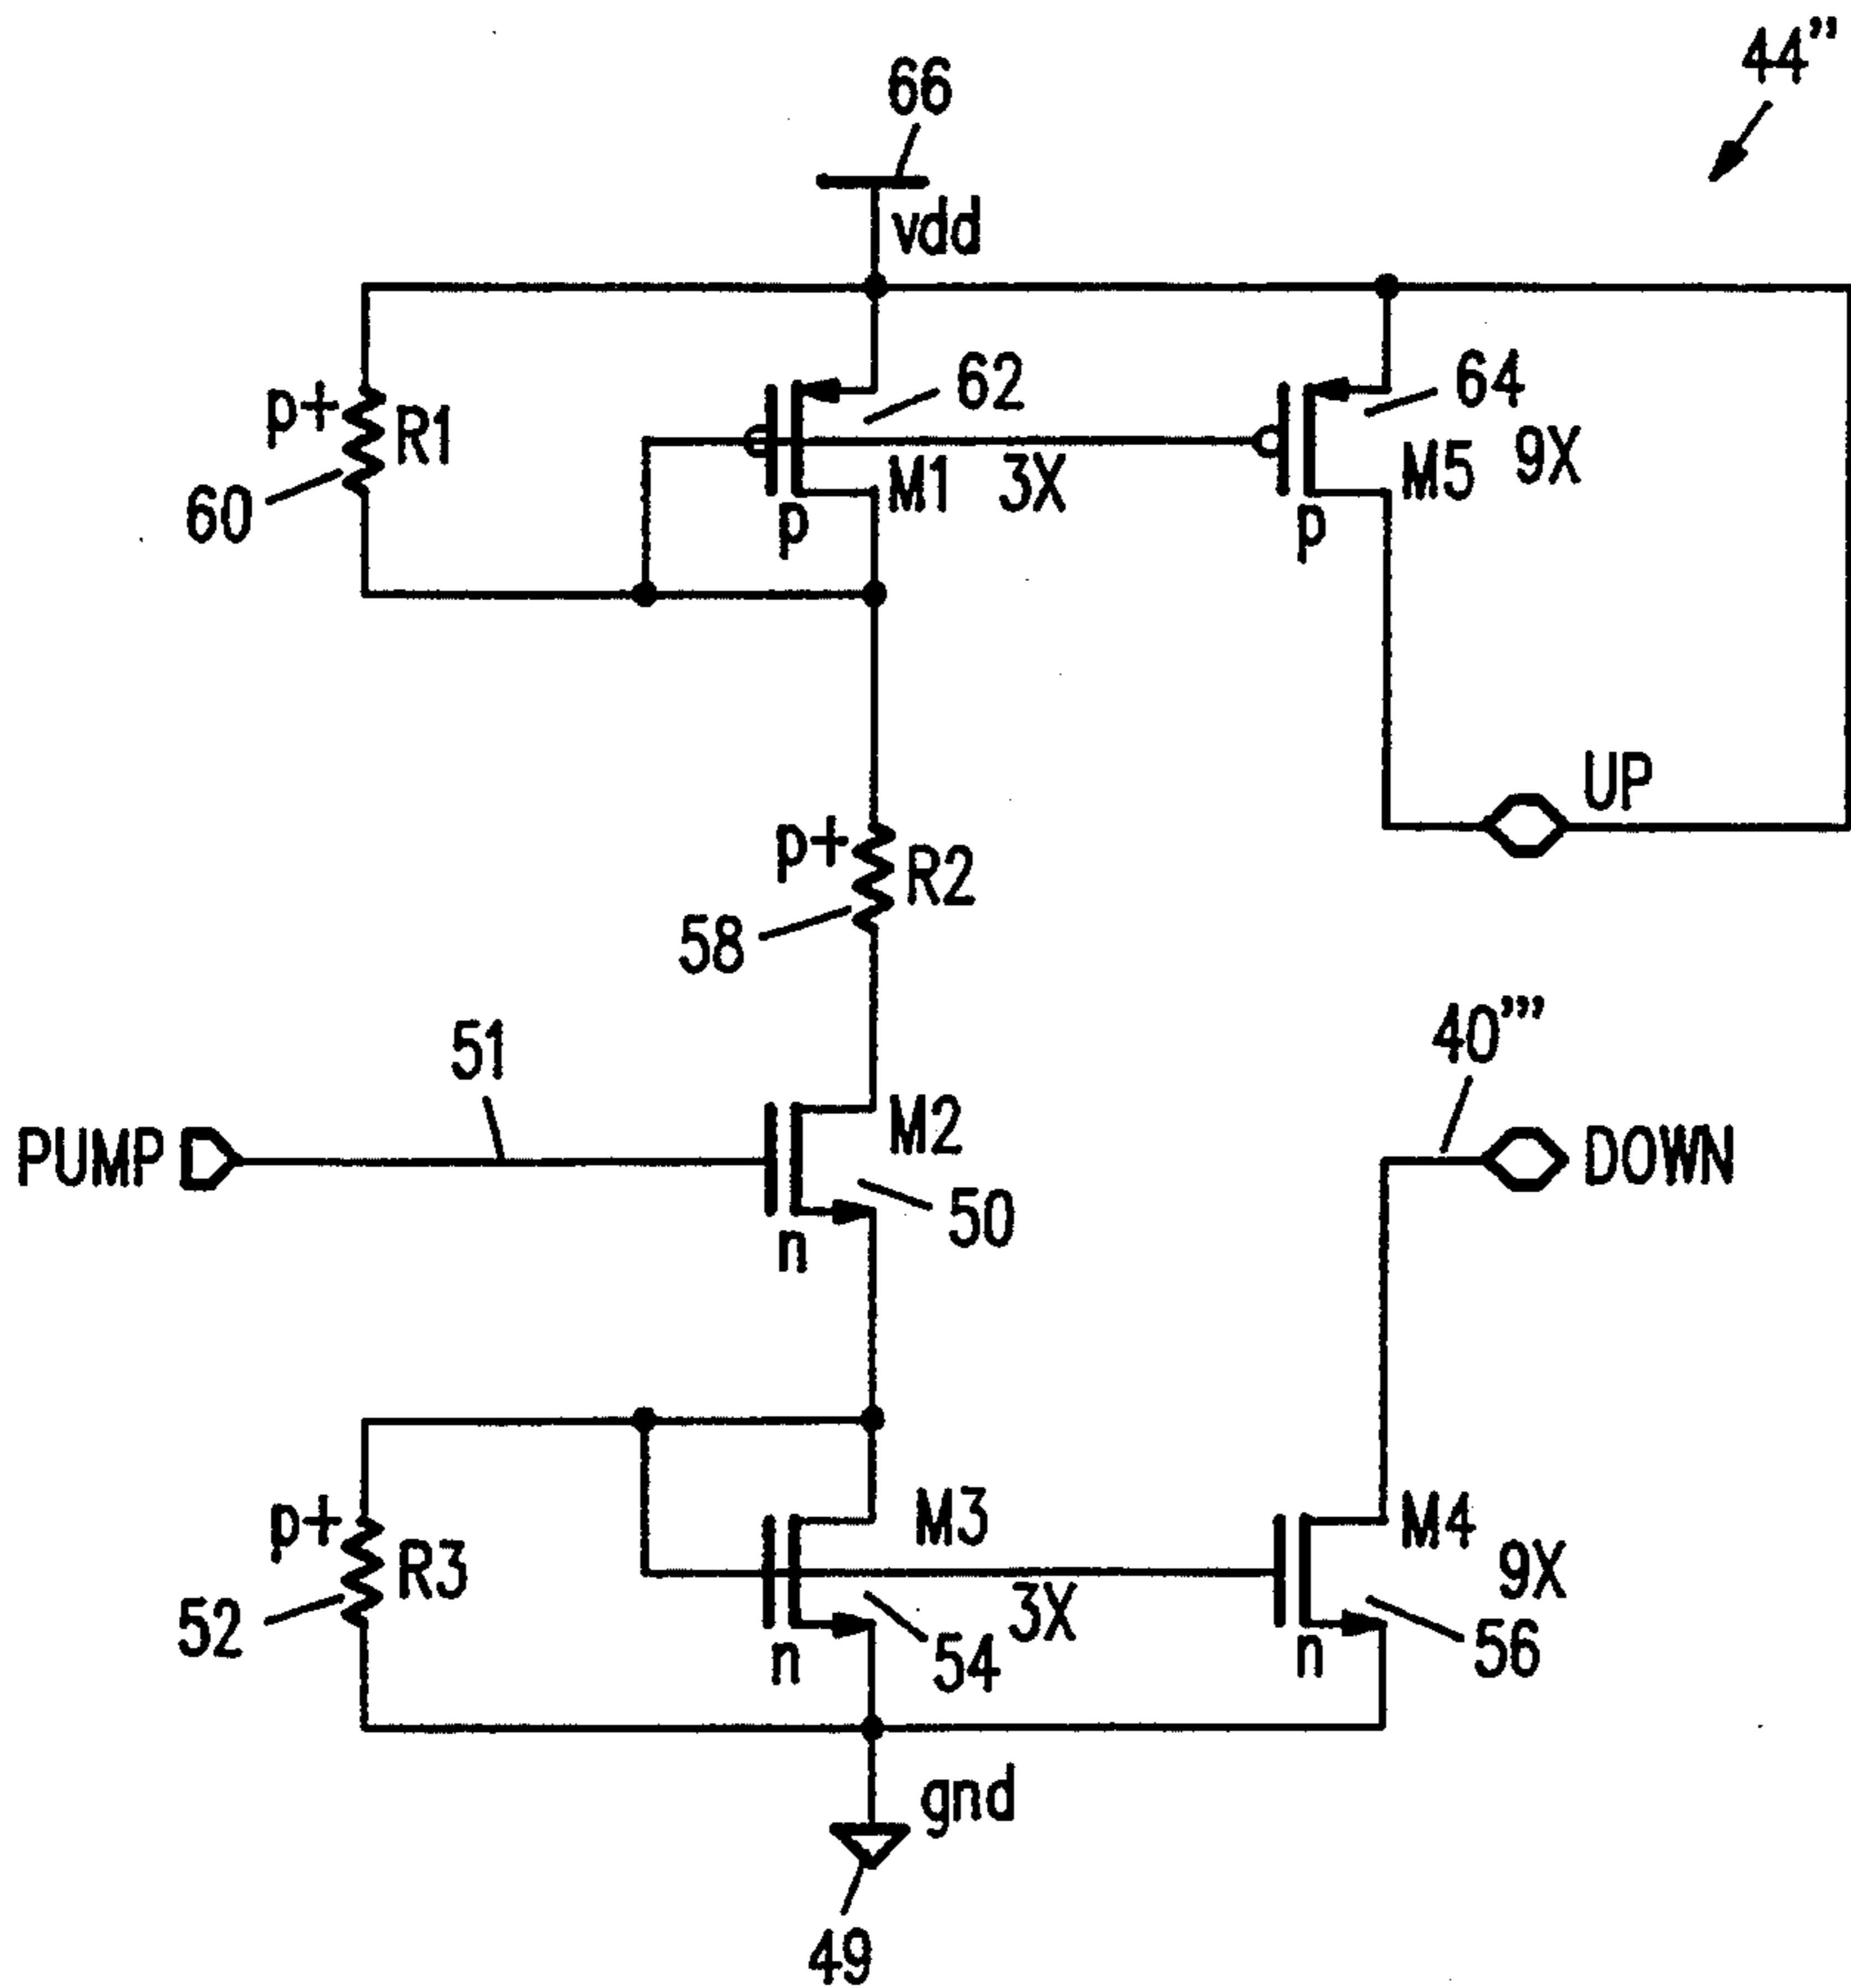 44"
66
vdd
p+ R1
60
62
M1 3X
p
64
M5 9X
p
UP
p+ R2
58
51
PUMP
M2
50
n
40'''
DOWN
p+ R3
52
M3
3X
n
54
M4
9X
n
56
gnd
49